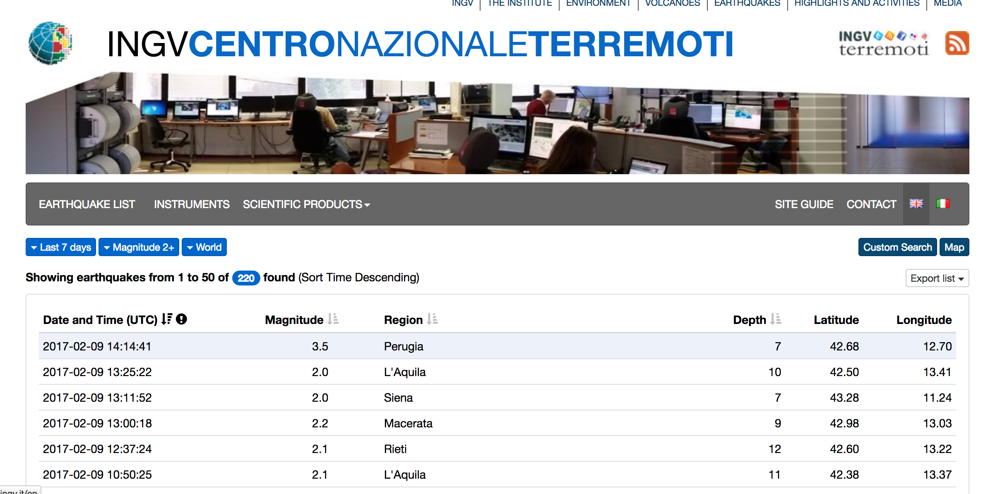 INGV THE INSTITUTE ENVIRONMENT VOLCANOES EARTHQUAKES HIGHLIGHTS AND ACTIVITIES MEDIA
INGVCENTRONAZIONALETERREMOTI
INGV
terremoti
EARTHQUAKE LIST INSTRUMENTS SCIENTIFIC PRODUCTS SITE GUIDE CONTACT
Last 7 days Magnitude 2+ World Custom Search Map
Showing earthquakes from 1 to 50 of 220 found (Sort Time Descending) Export list
Date and Time (UTC) Magnitude Region Depth Latitude Longitude
2017-02-09 14:14:41 3.5 Perugia 7 42.68 12.70
2017-02-09 13:25:22 2.0 L'Aquila 10 42.50 13.41
2017-02-09 13:11:52 2.0 Siena 7 43.28 11.24
2017-02-09 13:00:18 2.2 Macerata 9 42.98 13.03
2017-02-09 12:37:24 2.1 Rieti 12 42.60 13.22
2017-02-09 10:50:25 2.1 L'Aquila 11 42.38 13.37
ingv.it/en